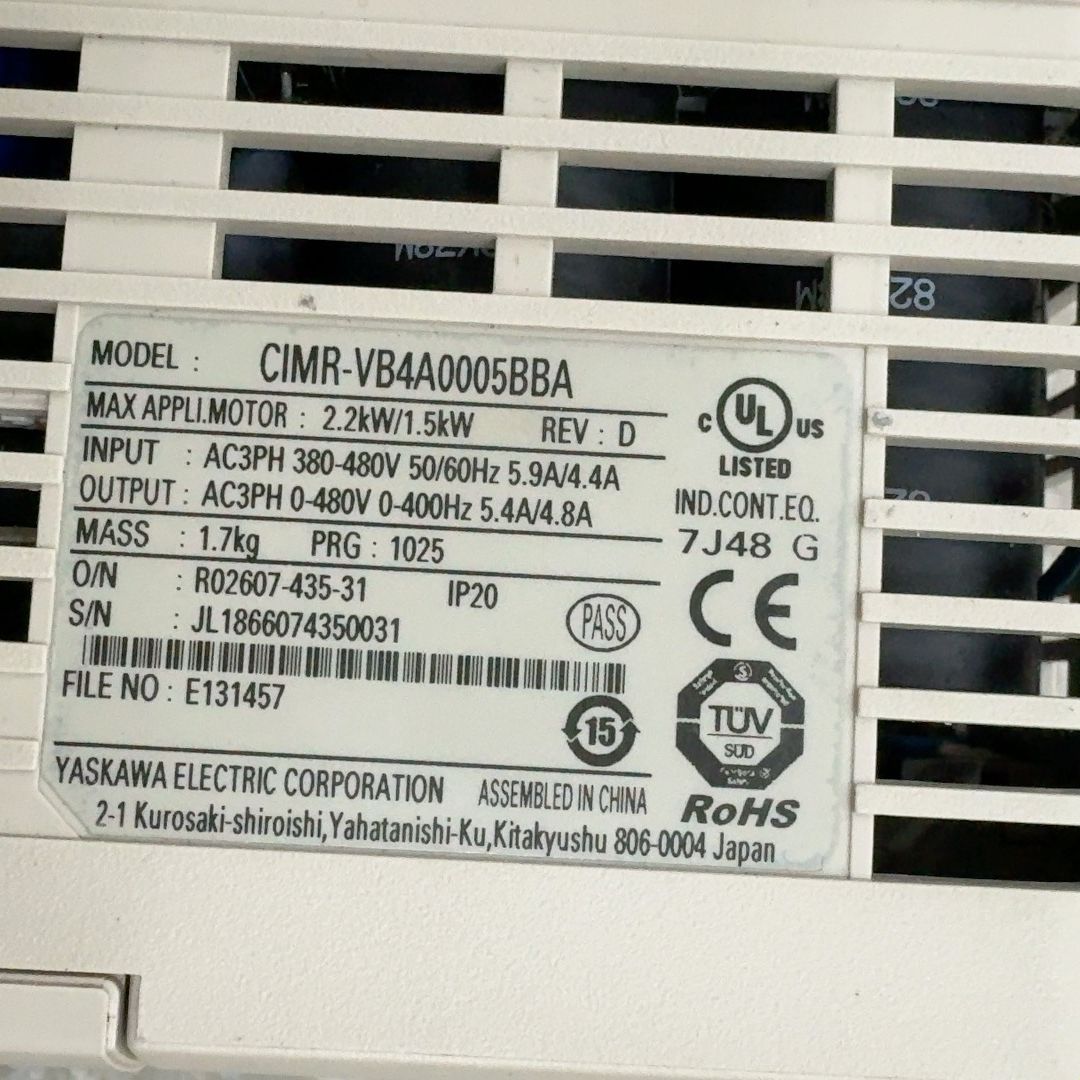 82
MODEL : CIMR-VB4A0005BBA
MAX APPLI.MOTOR : 2.2kW/1.5kW REV : D
INPUT : AC3PH 380-480V 50/60Hz 5.9A/4.4A
OUTPUT : AC3PH 0-480V 0-400Hz 5.4A/4.8A
MASS : 1.7kg PRG : 1025
O/N : R02607-435-31 IP20
S/N : JL1866074350031
PASS
FILE NO : E131457
15
YASKAWA ELECTRIC CORPORATION ASSEMBLED IN CHINA
2-1 Kurosaki-shiroishi,Yahatanishi-Ku,Kitakyushu 806-0004 Japan
C UL US
LISTED
IND.CONT.EQ.
7J48 G
CE
TÜV
SÜD
RoHS